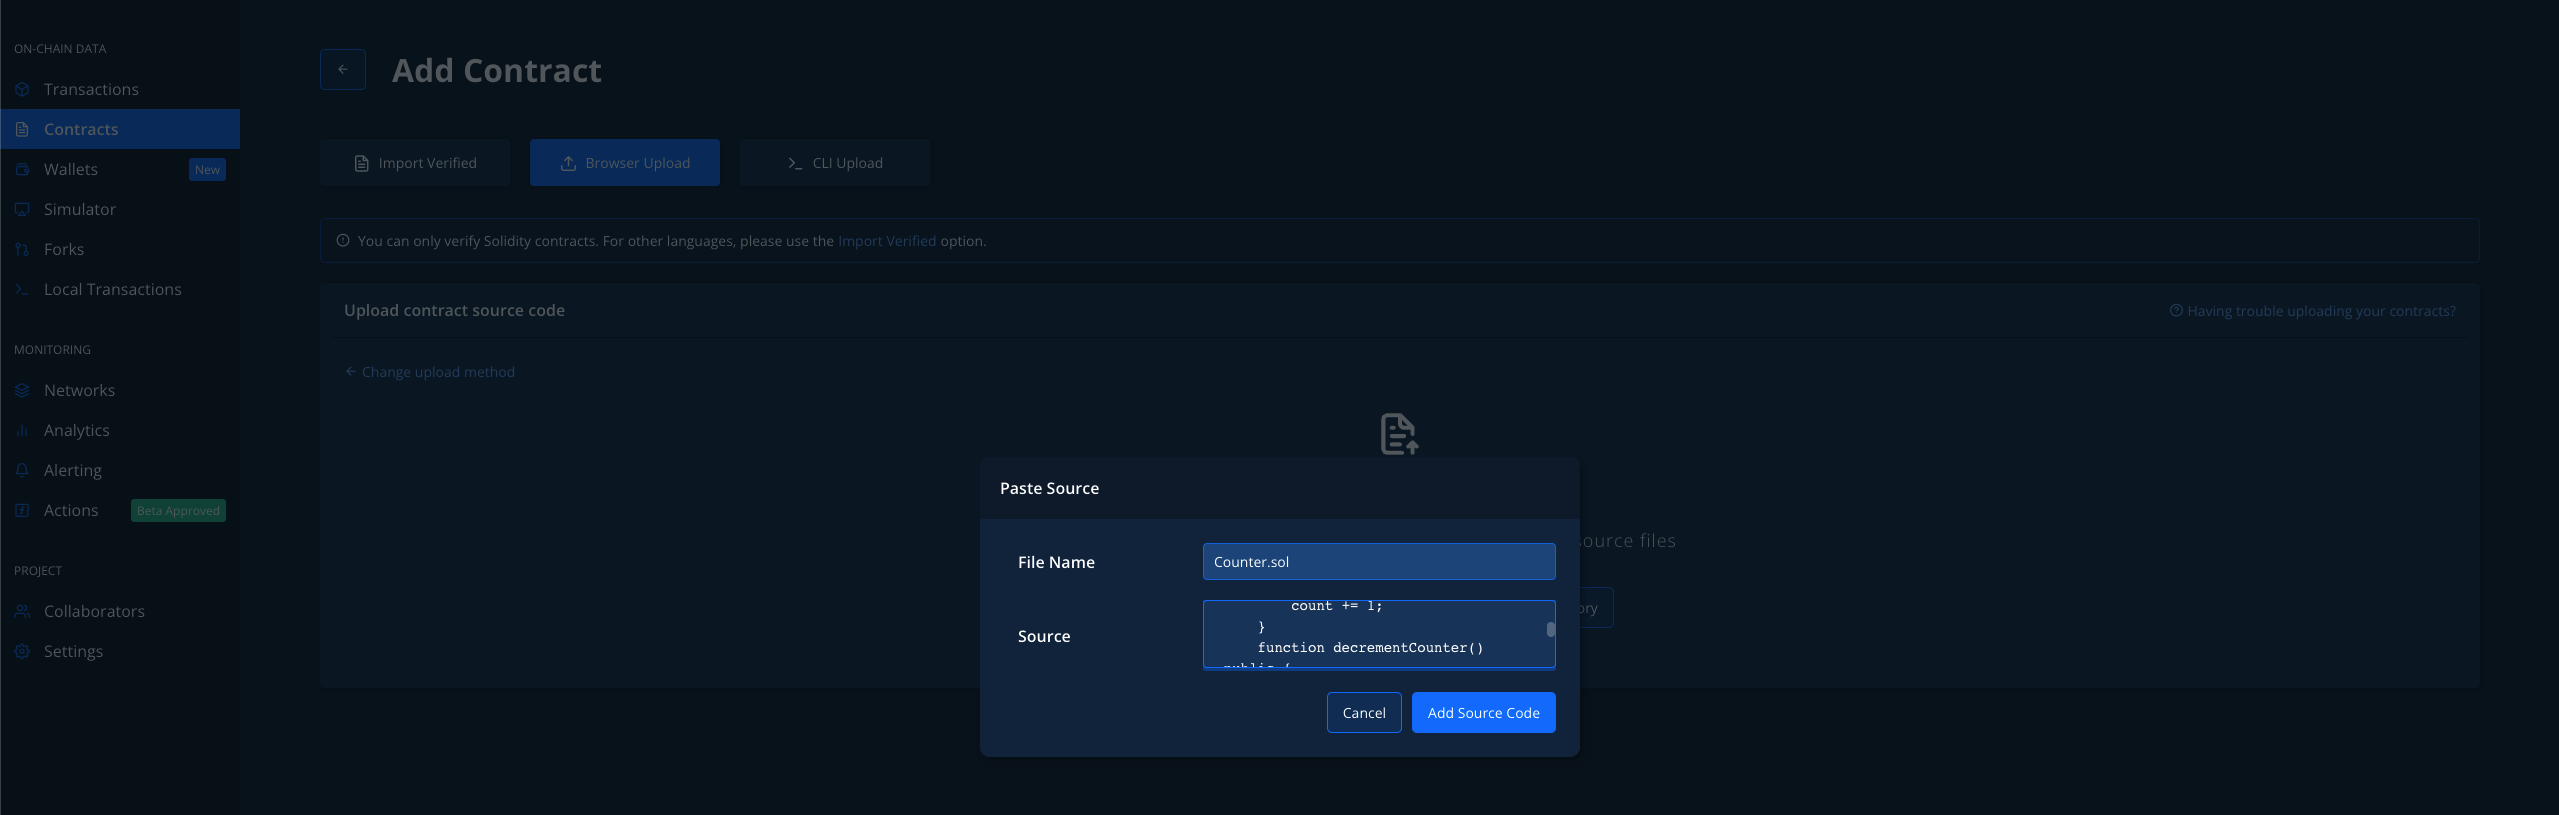 ON-CHAIN DATA
Transactions
Contracts
Wallets New
Simulator
Forks
Local Transactions
MONITORING
Networks
Analytics
Alerting
Actions Beta Approved
PROJECT
Collaborators
Settings
Add Contract
Import Verified Browser Upload CLI Upload
You can only verify Solidity contracts. For other languages, please use the Import Verified option.
Upload contract source code
Having trouble uploading your contracts?
Change upload method
source files
Paste Source
File Name Counter.sol
Source
count += 1;
}
function decrementCounter()
public {
Cancel Add Source Code